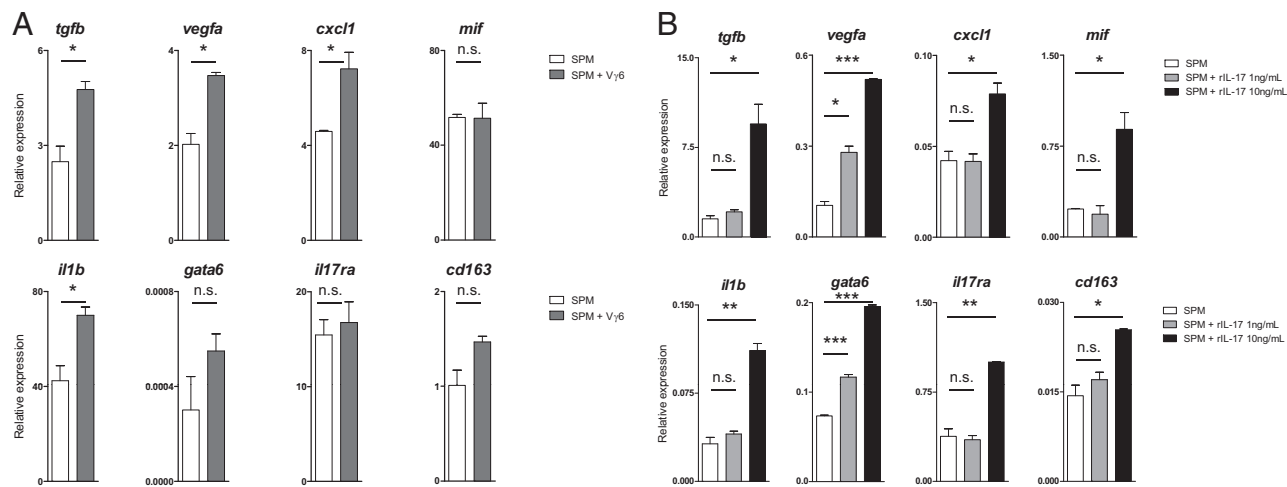 A
tgfb vegfa cxcl1 mif
Relative expression
6 3 0
*
4 2 0
*
8 4 0
*
80 40 0
n.s.
SPM
SPM + Vγ6
il1b gata6 il17ra cd163
Relative expression
80 40 0
*
0.0008 0.0004 0.0000
n.s.
20 10 0
n.s.
2 1 0
n.s.
SPM
SPM + Vγ6
B
tgfb vegfa cxcl1 mif
Relative expression
15.0 7.5 0.0
* n.s.
0.6 0.3 0.0
*** *
0.10 0.05 0.00
* n.s.
1.50 0.75 0.00
* n.s.
SPM
SPM + rIL-17 1ng/mL
SPM + rIL-17 10ng/mL
il1b gata6 il17ra cd163
Relative expression
0.150 0.075 0.000
** n.s.
0.2 0.1 0.0
*** ***
1.50 0.75 0.00
** n.s.
0.030 0.015 0.000
* n.s.
SPM
SPM + rIL-17 1ng/mL
SPM + rIL-17 10ng/mL